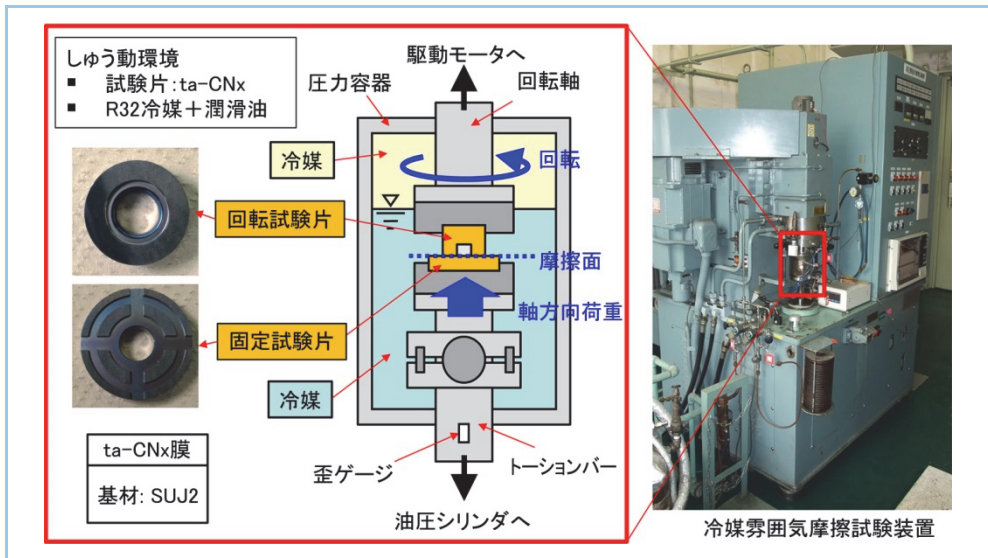 しゅう動環境
▪ 試験片:ta-CNx
▪ R32冷媒+潤滑油
駆動モータへ
圧力容器
回転軸
冷媒
回転
回転試験片
摩擦面
軸方向荷重
固定試験片
冷媒
ta-CNx膜
基材: SUJ2
歪ゲージ
トーションバー
油圧シリンダへ
冷媒雰囲気摩擦試験装置